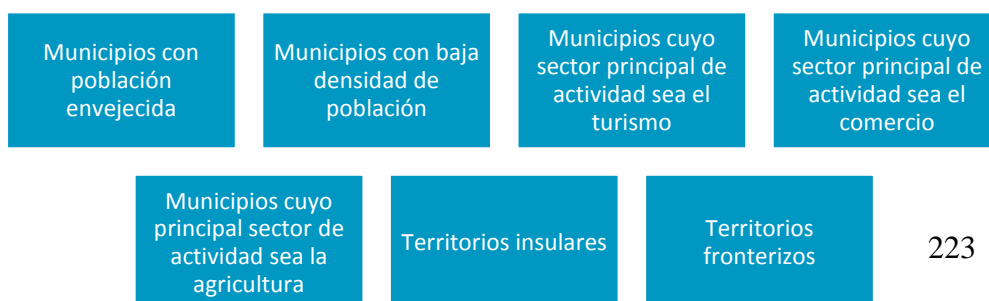 Municipios con
población
envejecida
Municipios con baja
densidad de
población
Municipios cuyo
sector principal de
actividad sea el
turismo
Municipios cuyo
sector principal de
actividad sea el
comercio
Municipios cuyo
principal sector de
actividad sea la
agricultura
Territorios insulares
Territorios
fronterizos
223